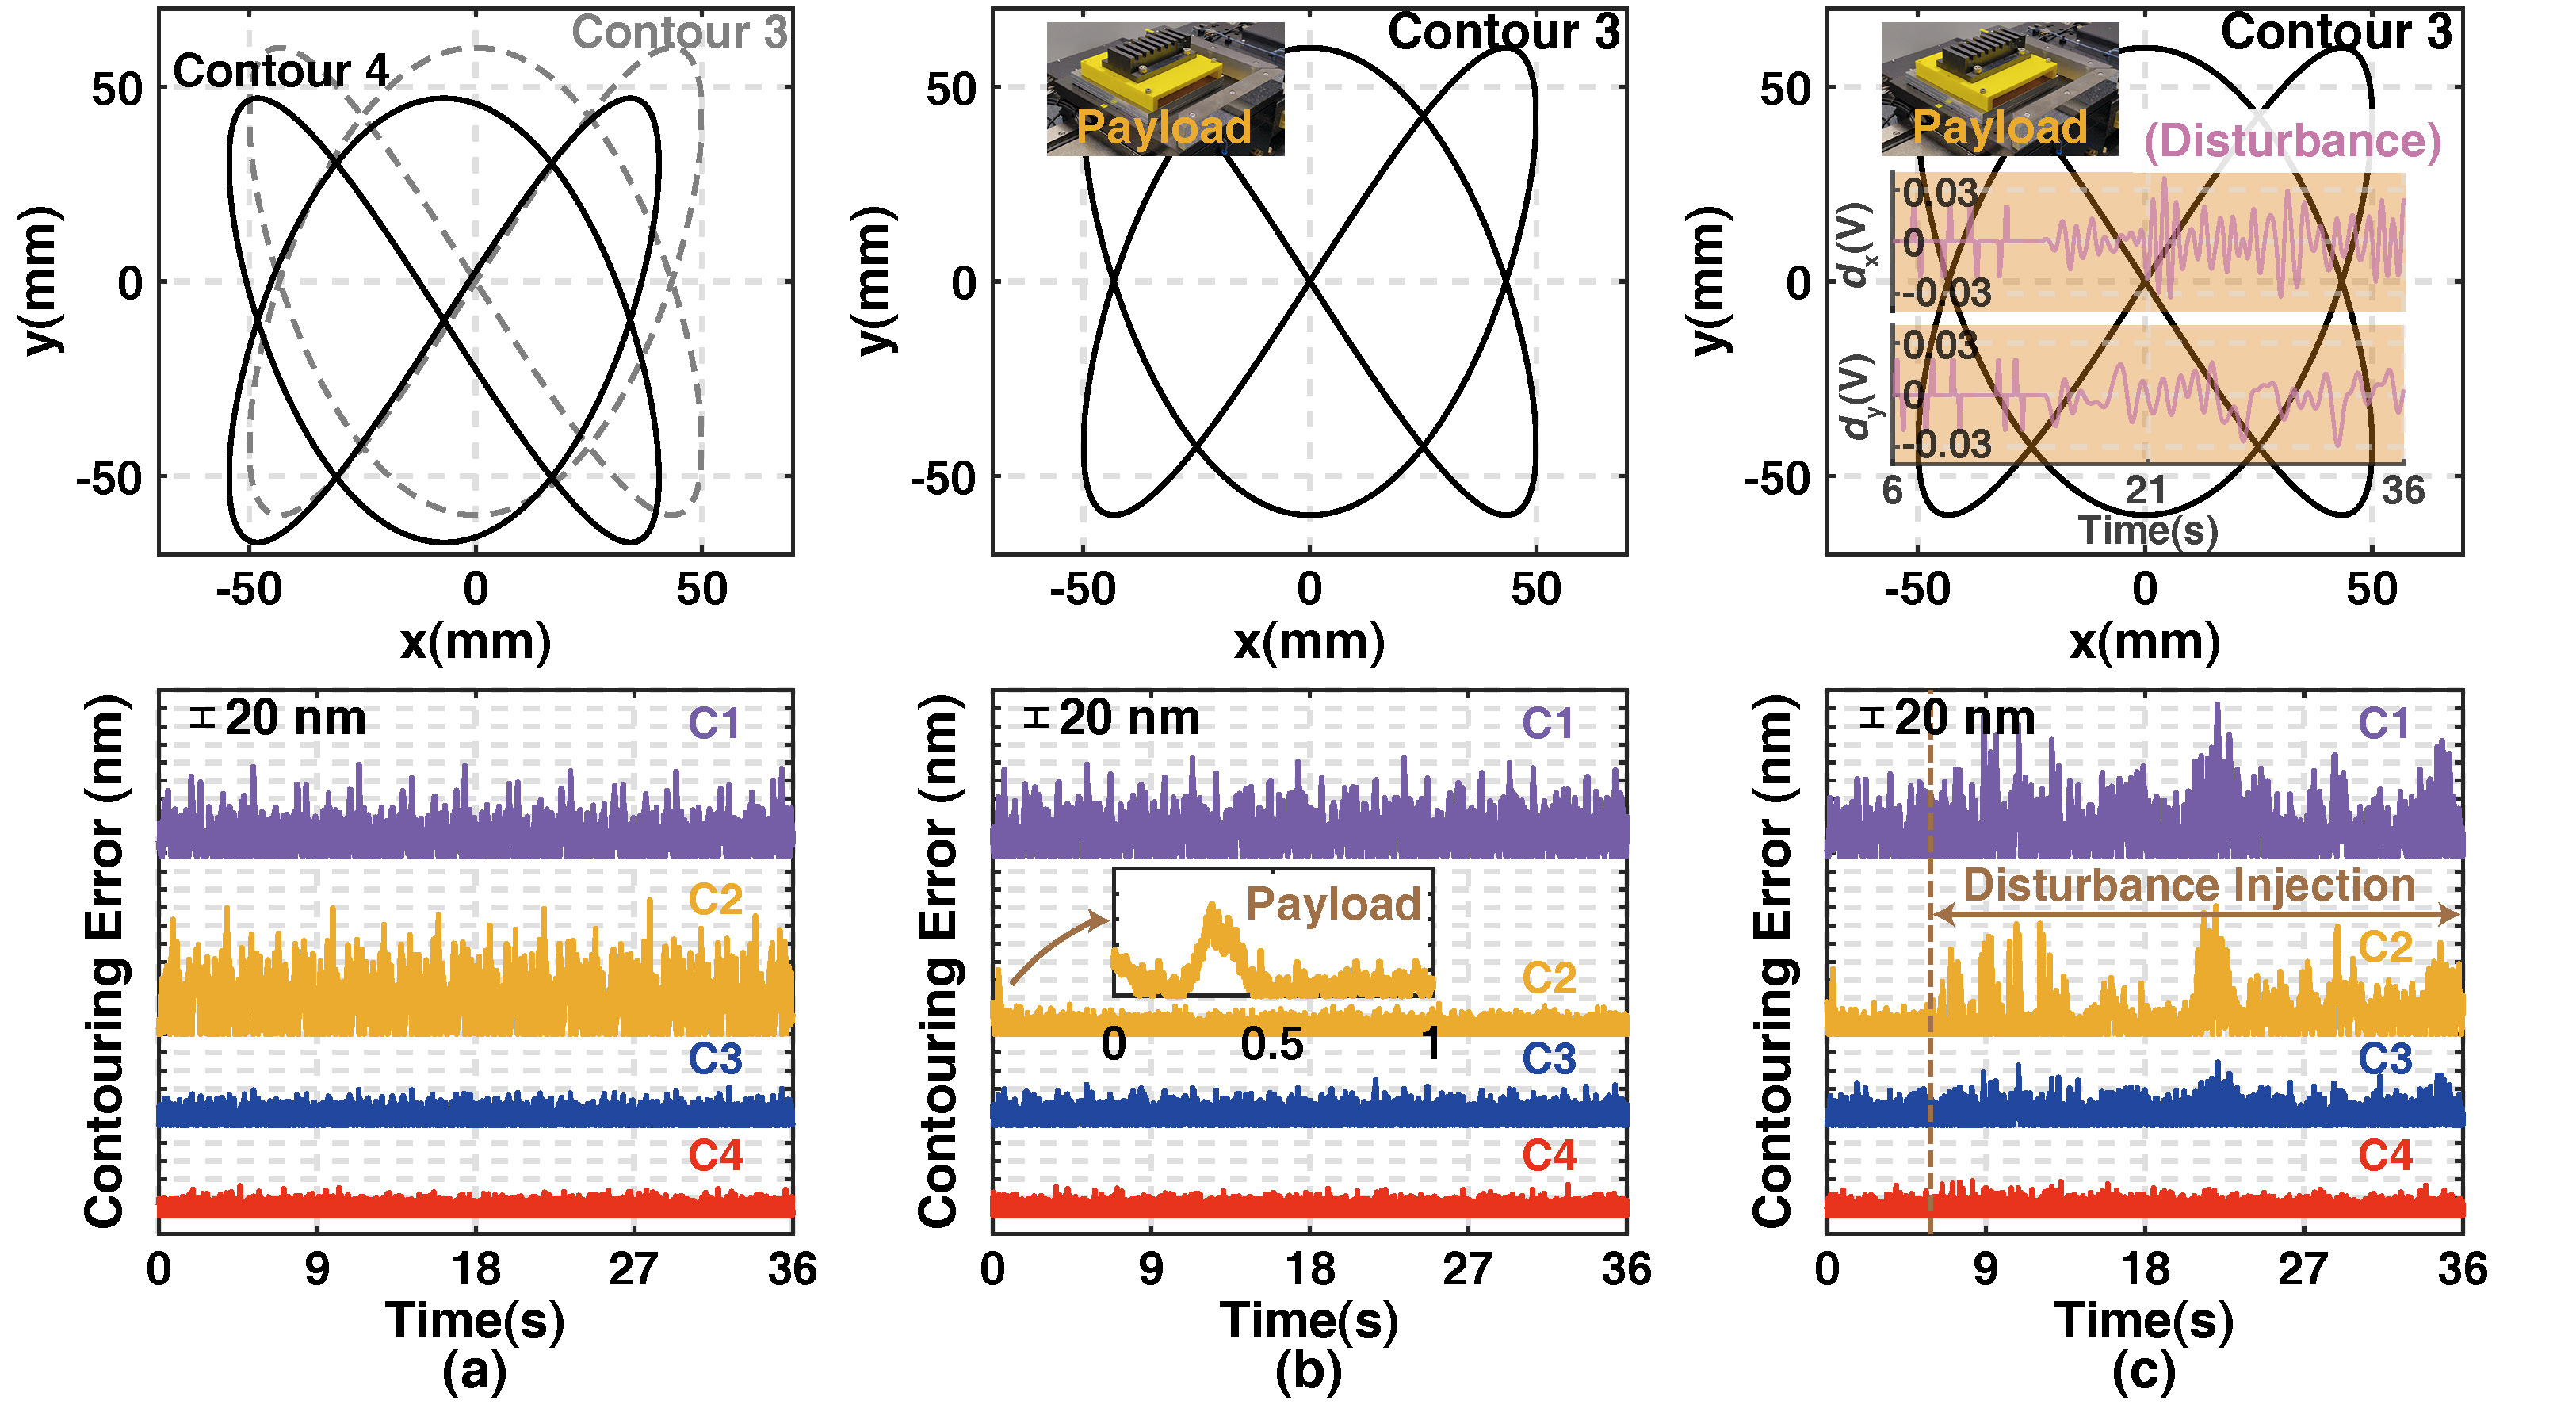 Contour 3
Contour 4
50
0
-50
y(mm)
-50 0 50
x(mm)
Contour 3
Payload
50
0
-50
y(mm)
-50 0 50
x(mm)
Contour 3
Payload
(Disturbance)
50
0
-50
y(mm)
0.03
0
-0.03
dx(V)
0.03
0
-0.03
dy(V)
6 21 36
Time(s)
-50 0 50
x(mm)
20 nm
C1
C2
C3
C4
Contouring Error (nm)
0 9 18 27 36
Time(s)
(a)
20 nm
C1
Payload
C2
0 0.5 1
C3
C4
Contouring Error (nm)
0 9 18 27 36
Time(s)
(b)
20 nm
C1
Disturbance Injection
C2
C3
C4
Contouring Error (nm)
0 9 18 27 36
Time(s)
(c)